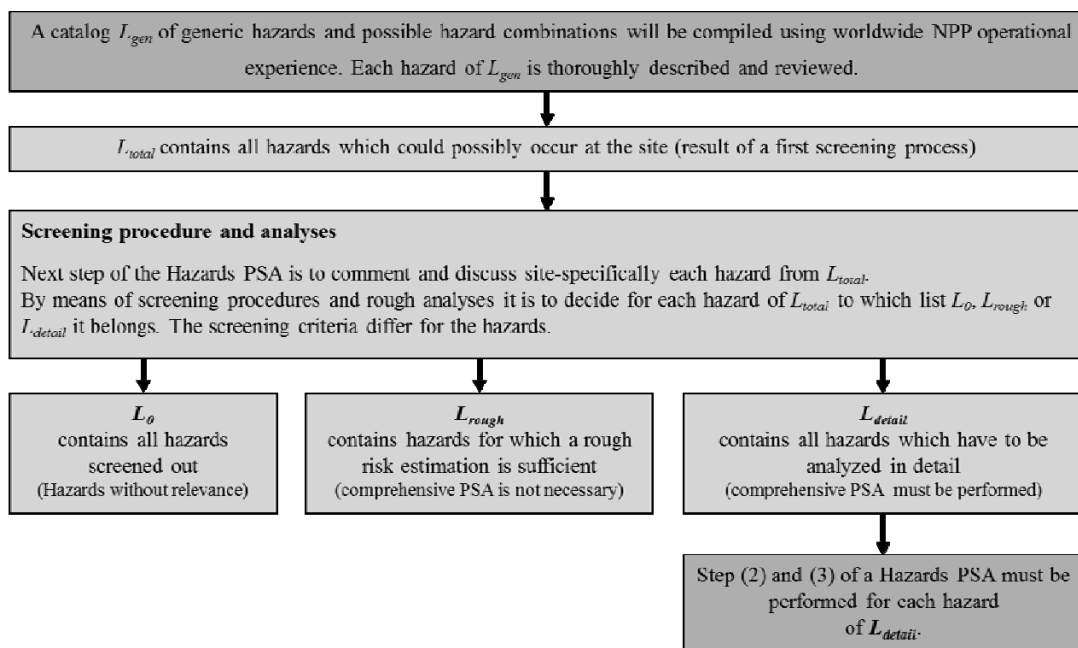 A catalog L_gen of generic hazards and possible hazard combinations will be compiled using worldwide NPP operational
experience. Each hazard of L_gen is thoroughly described and reviewed.
L_total contains all hazards which could possibly occur at the site (result of a first screening process)
Screening procedure and analyses
Next step of the Hazards PSA is to comment and discuss site-specifically each hazard from L_total.
By means of screening procedures and rough analyses it is to decide for each hazard of L_total to which list L_0, L_rough or
L_detail it belongs. The screening criteria differ for the hazards.
L_0
contains all hazards
screened out
(Hazards without relevance)
L_rough
contains hazards for which a rough
risk estimation is sufficient
(comprehensive PSA is not necessary)
L_detail
contains all hazards which have to be
analyzed in detail
(comprehensive PSA must be performed)
Step (2) and (3) of a Hazards PSA must be
performed for each hazard
of L_detail.